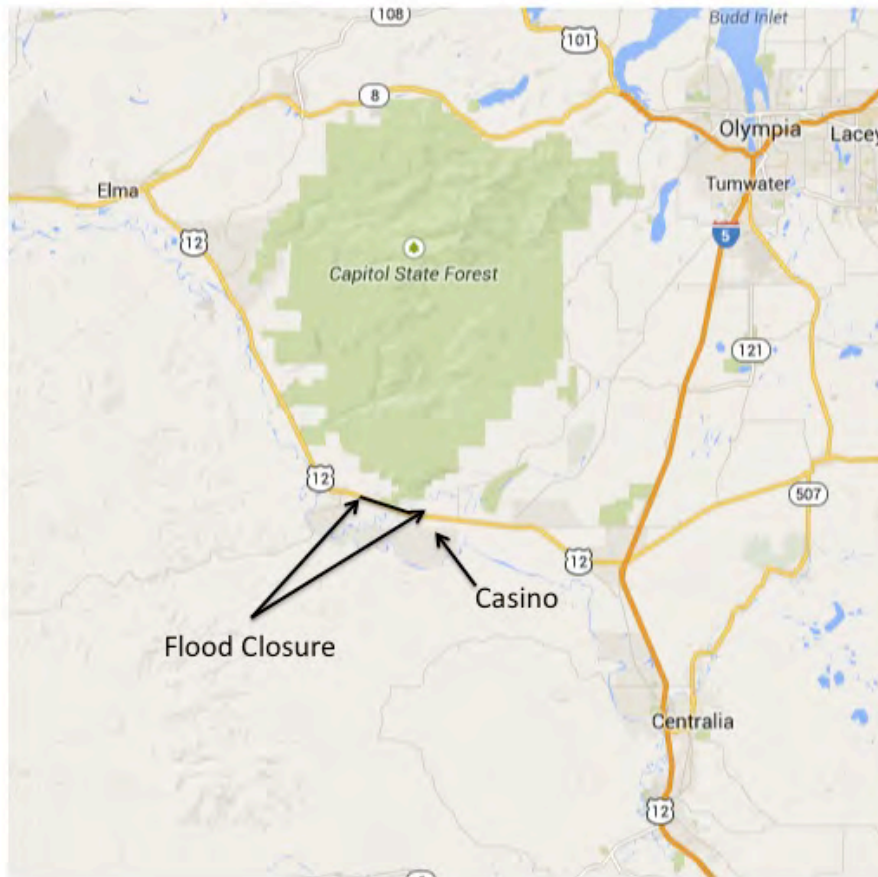 108
Budd Inlet
101
8
Olympia
Lacey
Elma
Tumwater
12
5
Capitol State Forest
121
12
507
12
Casino
Flood Closure
Centralia
12